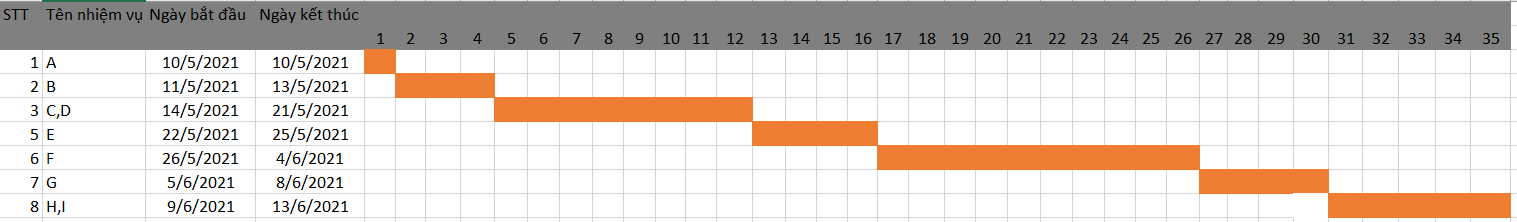 STT Tên nhiệm vụ Ngày bắt đầu Ngày kết thúc
1 2 3 4 5 6 7 8 9 10 11 12 13 14 15 16 17 18 19 20 21 22 23 24 25 26 27 28 29 30 31 32 33 34 35
1 A 10/5/2021 10/5/2021
2 B 11/5/2021 13/5/2021
3 C,D 14/5/2021 21/5/2021
5 E 22/5/2021 25/5/2021
6 F 26/5/2021 4/6/2021
7 G 5/6/2021 8/6/2021
8 H,I 9/6/2021 13/6/2021